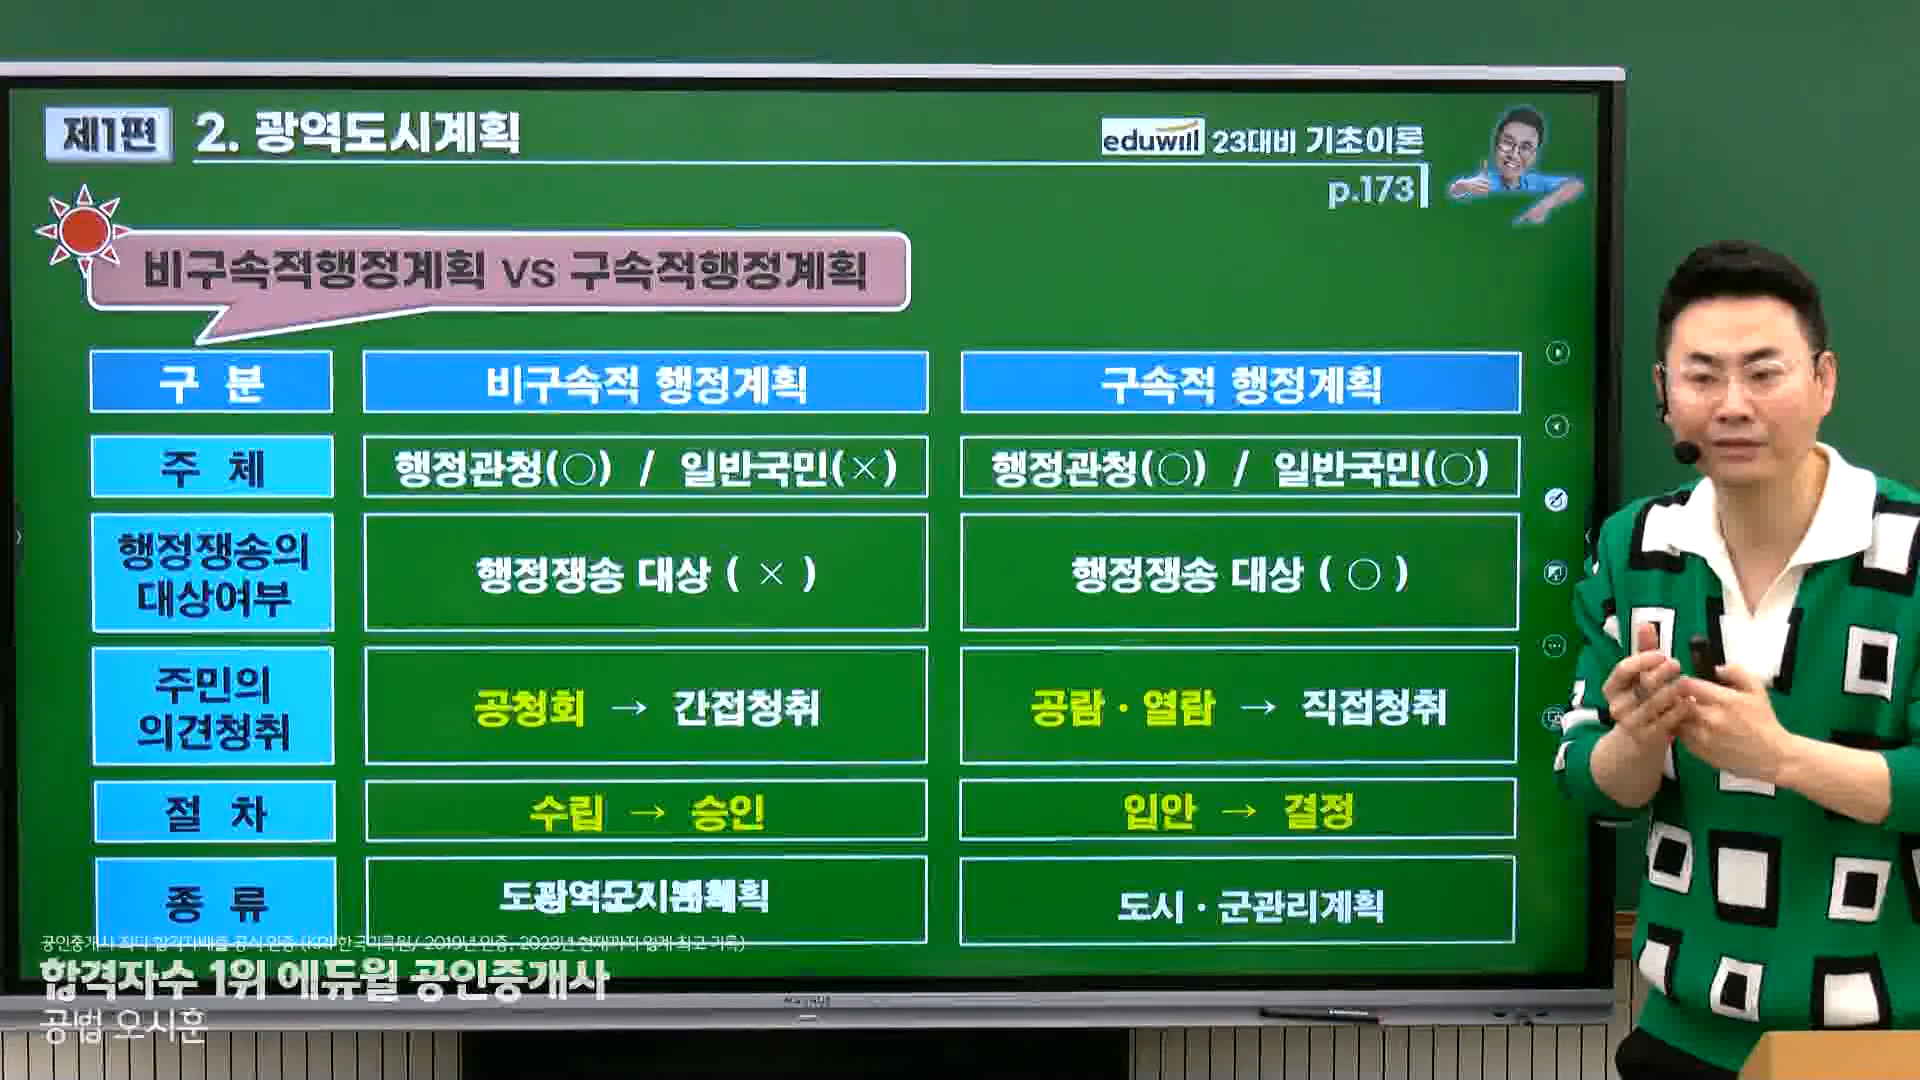 제1편 2. 광역도시계획
eduwill 23대비 기초이론
p.173
비구속적행정계획 VS 구속적행정계획
구 분 비구속적 행정계획 구속적 행정계획
주 체 행정관청(○) / 일반국민(×) 행정관청(○) / 일반국민(○)
행정쟁송의
대상여부
행정쟁송 대상 ( × ) 행정쟁송 대상 ( ○ )
주민의
의견청취
공청회 → 간접청취 공람·열람 → 직접청취
절 차 수립 → 승인 입안 → 결정
종 류 도시·군관리계획
합격자수 1위 에듀윌 공인중개사
공법 오시훈